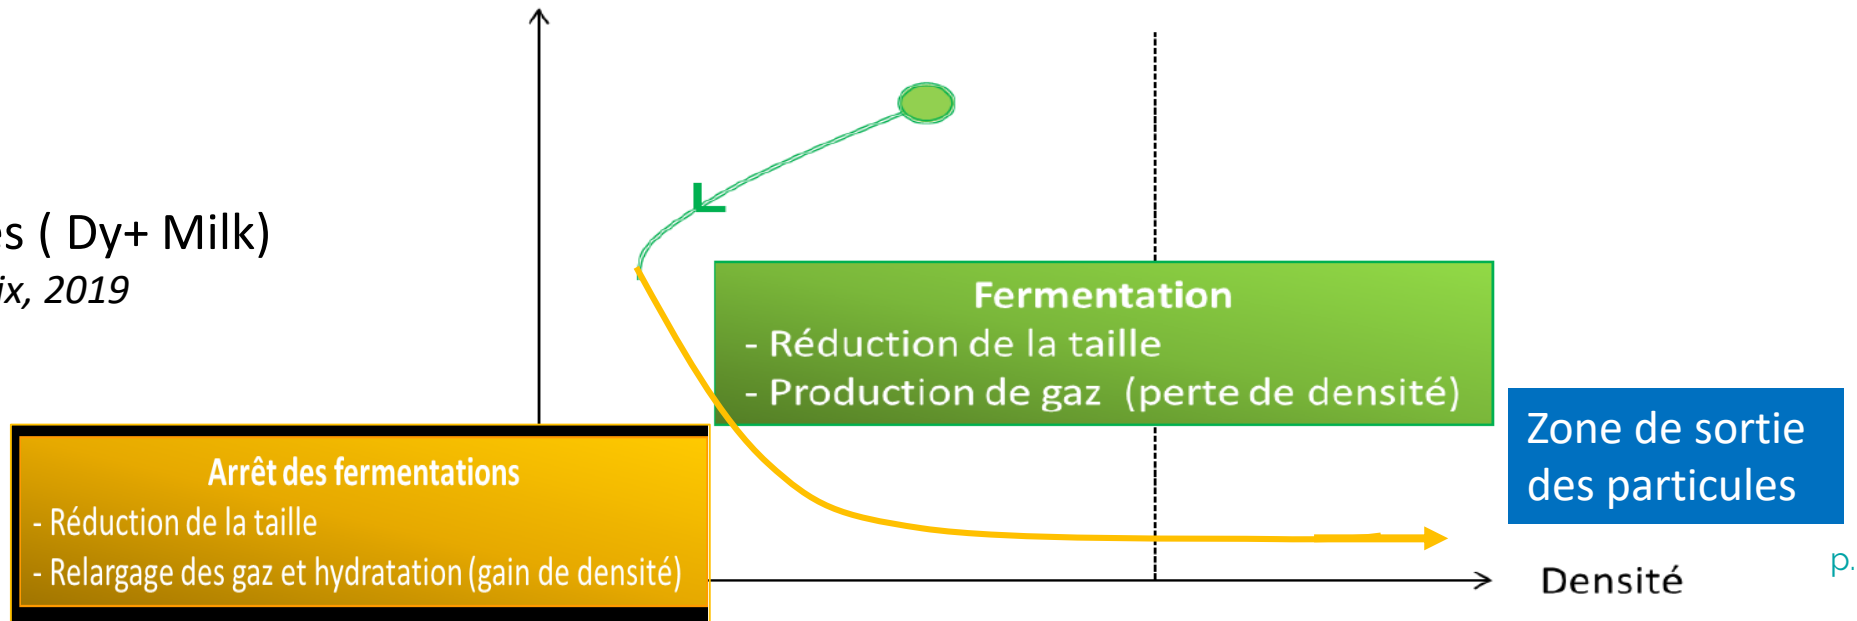 es ( Dy+ Milk)
ix, 2019
Fermentation
- Réduction de la taille
- Production de gaz (perte de densité)
Zone de sortie
des particules
Arrêt des fermentations
- Réduction de la taille
- Relargage des gaz et hydratation (gain de densité)
Densité
p.